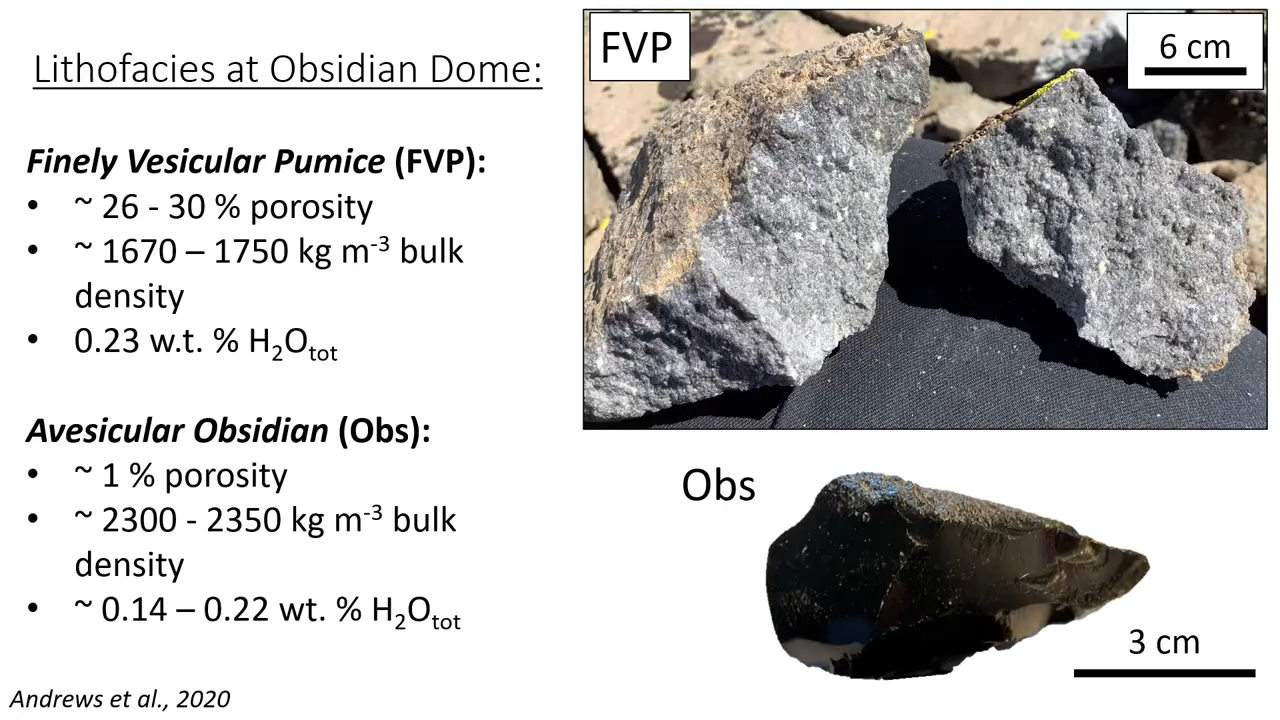 Lithofacies at Obsidian Dome:
Finely Vesicular Pumice (FVP):
• ~ 26 - 30 % porosity
• ~ 1670 – 1750 kg m⁻³ bulk
density
• 0.23 w.t. % H₂Oₜₒₜ
Avesicular Obsidian (Obs):
• ~ 1 % porosity
• ~ 2300 - 2350 kg m⁻³ bulk
density
• ~ 0.14 – 0.22 wt. % H₂Oₜₒₜ
Andrews et al., 2020
FVP
6 cm
Obs
3 cm